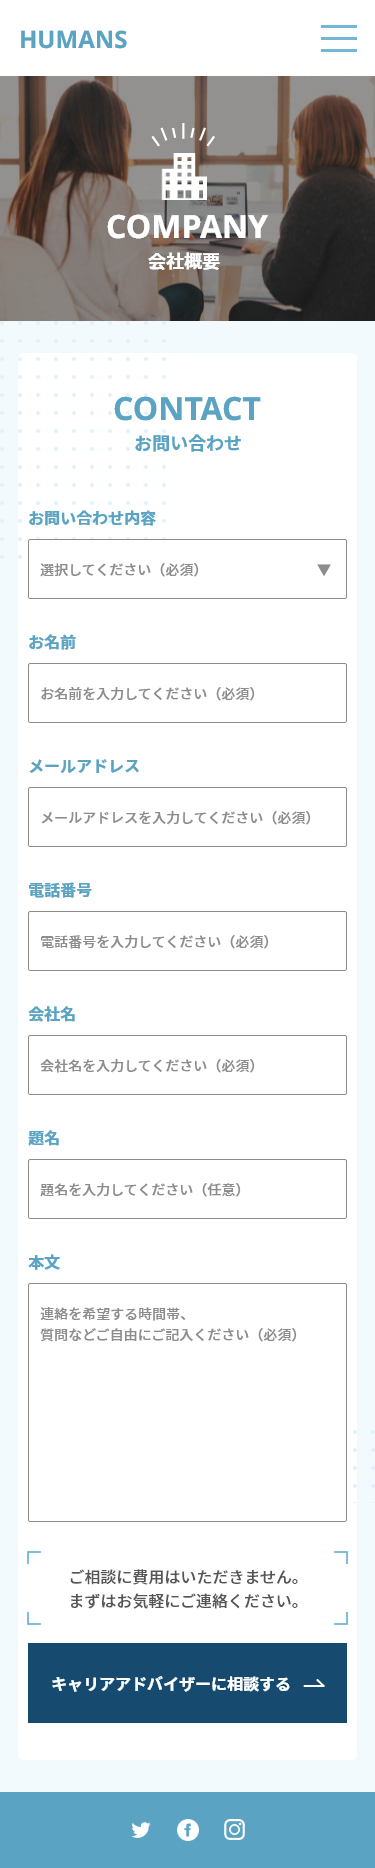 HUMANS
COMPANY
会社概要
CONTACT
お問い合わせ
お問い合わせ内容
選択してください（必須） ▼
お名前
お名前を入力してください（必須）
メールアドレス
メールアドレスを入力してください（必須）
電話番号
電話番号を入力してください（必須）
会社名
会社名を入力してください（必須）
題名
題名を入力してください（任意）
本文
連絡を希望する時間帯、
質問などご自由にご記入ください（必須）
ご相談に費用はいただきません。
まずはお気軽にご連絡ください。
キャリアアドバイザーに相談する